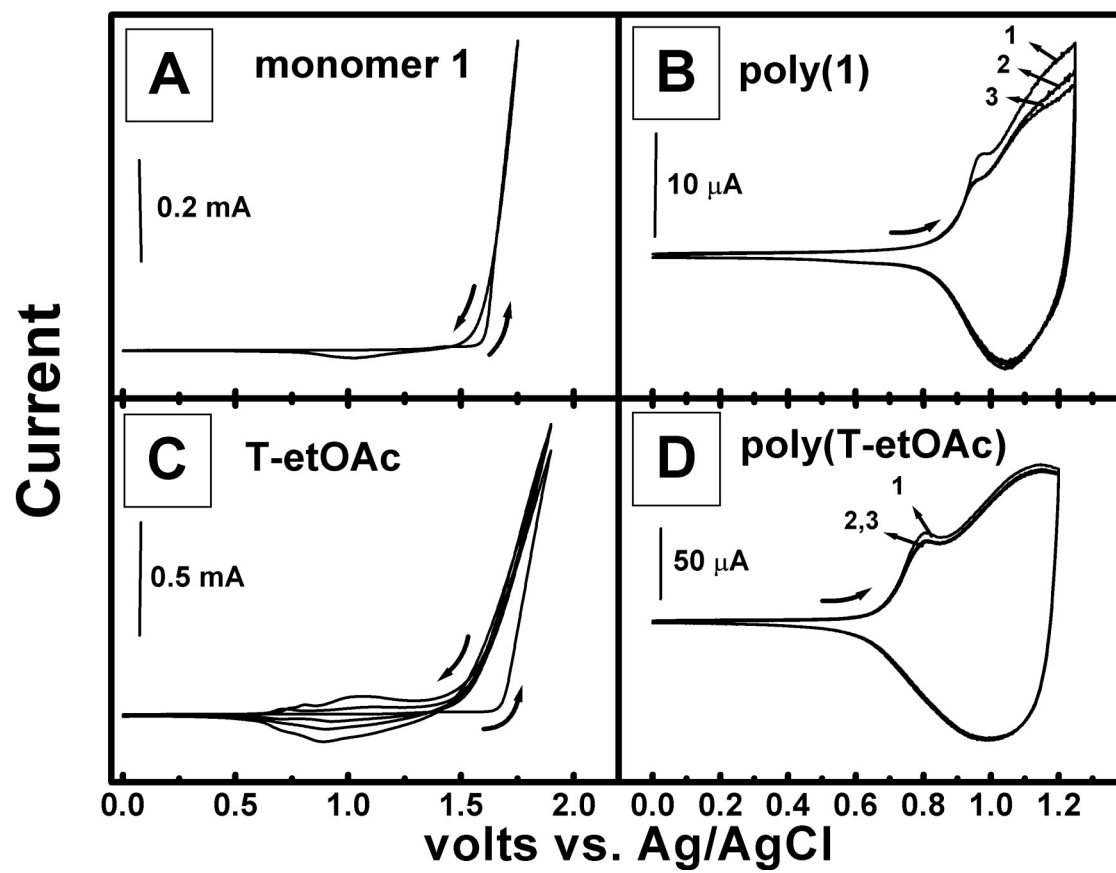 A
monomer 1
0.2 mA
B
poly(1)
1
2
3
10 μA
C
T-etOAc
0.5 mA
D
poly(T-etOAc)
1
2,3
50 μA
Current
0.0 0.5 1.0 1.5 2.0
0.0 0.2 0.4 0.6 0.8 1.0 1.2
volts vs. Ag/AgCl